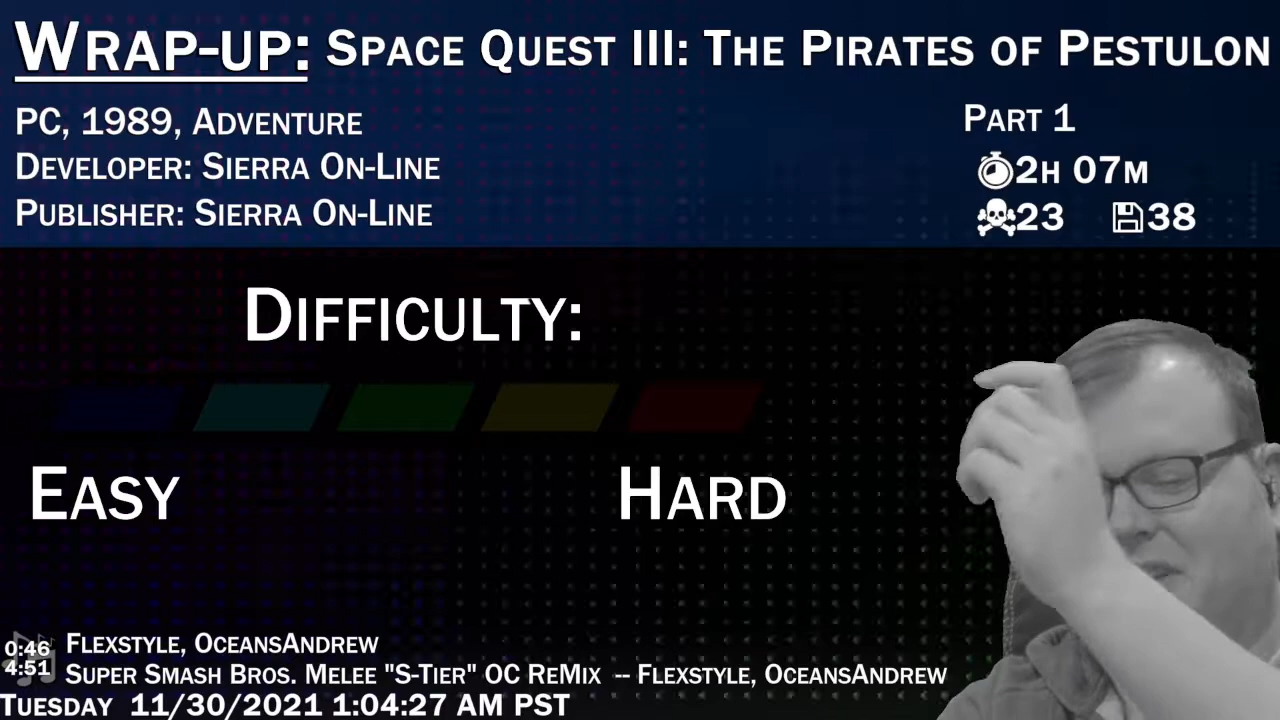 Wrap-up: Space Quest III: The Pirates of Pestulon
PC, 1989, Adventure
Part 1
Developer: Sierra On-Line
2h 07m
Publisher: Sierra On-Line
23 38
Difficulty:
Easy Hard
0:46 Flexstyle, OceansAndrew
4:51 Super Smash Bros. Melee "S-Tier" OC ReMix -- Flexstyle, OceansAndrew
Tuesday 11/30/2021 1:04:27 AM PST